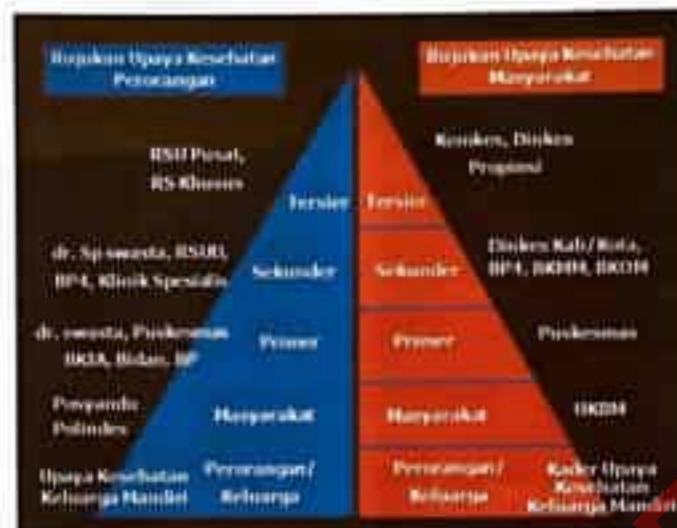 Rujukan Upaya Kesehatan
Perorangan
Rujukan Upaya Kesehatan
Masyarakat
RSU Pusat,
RS Khusus
Tersier
Tersier
Kemkes, Dinkes
Propinsi
dr. Sp swasta, RSUD,
BP4, Klinik Spesialis
Sekunder
Sekunder
Dinkes Kab/Kota,
BP4, BKMM, BKOM
dr. swasta, Puskesmas
BKIA, Bidan, BP
Primer
Primer
Puskesmas
Posyandu
Polindes
Masyarakat
Masyarakat
UKBM
Upaya Kesehatan
Keluarga Mandiri
Perorangan/
Keluarga
Perorangan/
Keluarga
Kader Upaya
Kesehatan
Keluarga Mandiri